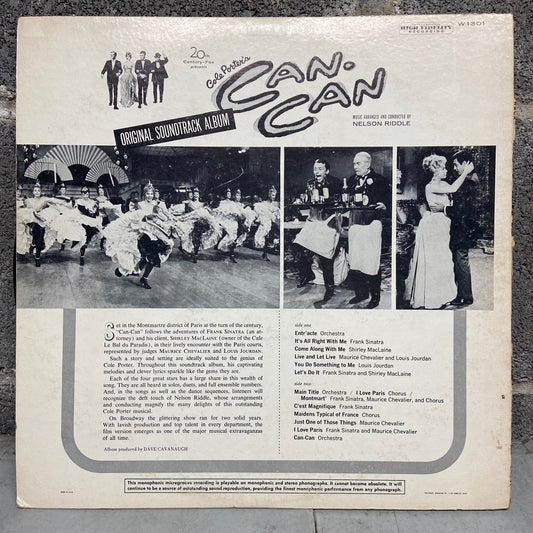 HIGH FIDELITY
RECORDING
W 1301
20th
Century-Fox
presents
Cole Porter's
CAN-
CAN
ORIGINAL SOUNDTRACK ALBUM
MUSIC ARRANGED AND CONDUCTED BY
NELSON RIDDLE
Set in the Montmartre district of Paris at the turn of the century,
"Can-Can" follows the adventures of FRANK SINATRA (an at-
torney) and his client, SHIRLEY MacLAINE (owner of the Cafe
Le Bal du Paradis), in their lively encounter with the Paris courts,
represented by judges MAURICE CHEVALIER and LOUIS JOURDAN.
Such a story and setting are ideally suited to the genius of
Cole Porter. Throughout this soundtrack album, his captivating
melodies and clever lyrics sparkle like the gems they are.
Each of the four great stars has a large share in this wealth of
song. They are all heard in solos, duets, and full ensemble numbers.
And, in the songs as well as the dance sequences, listeners will
recognize the deft touch of Nelson Riddle, whose arrangements
and conducting magnify the many delights of this outstanding
Cole Porter musical.
On Broadway the glittering show ran for two solid years.
With lavish production and top talent in every department, the
film version emerges as one of the major musical extravaganzas
of all time.
Album produced by DAVE CAVANAUGH
side one
Entr'acte Orchestra
It's All Right With Me Frank Sinatra
Come Along With Me Shirley MacLaine
Live and Let Live Maurice Chevalier and Louis Jourdan
You Do Something to Me Louis Jourdan
Let's Do It Frank Sinatra and Shirley MacLaine
side two
Main Title Orchestra / I Love Paris Chorus /
Montmart' Frank Sinatra, Maurice Chevalier, and Chorus
C'est Magnifique Frank Sinatra
Maidens Typical of France Chorus
Just One of Those Things Maurice Chevalier
I Love Paris Frank Sinatra and Maurice Chevalier
Can-Can Orchestra
This monophonic microgroove recording is playable on monophonic and stereo phonographs. It cannot become obsolete. It will
continue to be a source of outstanding sound reproduction, providing the finest monophonic performance from any phonograph.